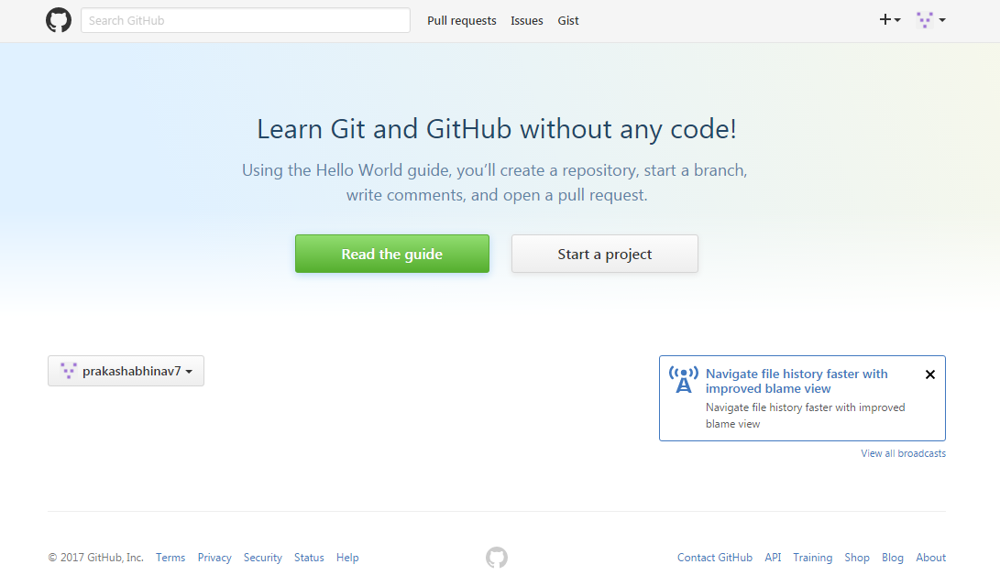 Search GitHub Pull requests Issues Gist
Learn Git and GitHub without any code!
Using the Hello World guide, you’ll create a repository, start a branch,
write comments, and open a pull request.
Read the guide Start a project
prakashabhinav7
Navigate file history faster with
improved blame view
Navigate file history faster with improved
blame view
View all broadcasts
© 2017 GitHub, Inc. Terms Privacy Security Status Help Contact GitHub API Training Shop Blog About